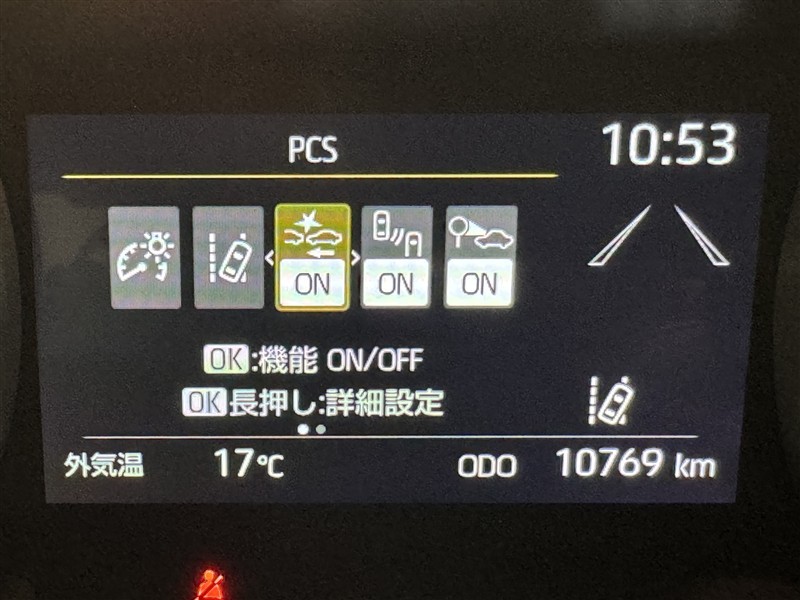 PCS
10:53
ON ON ON
OK:機能 ON/OFF
OK長押し:詳細設定
外気温 17℃ ODO 10769 km